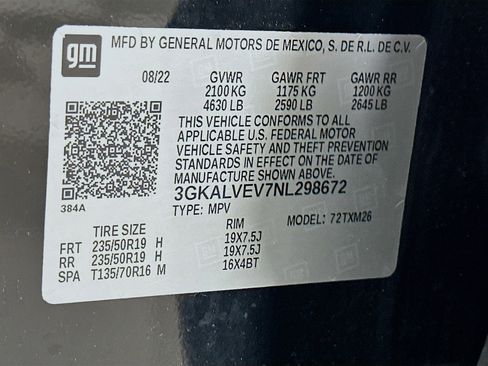 gm
MFD BY GENERAL MOTORS DE MEXICO, S. DE R.L. DE C.V.
08/22 GVWR GAWR FRT GAWR RR
2100 KG 1175 KG 1200 KG
4630 LB 2590 LB 2645 LB
THIS VEHICLE CONFORMS TO ALL
APPLICABLE U.S. FEDERAL MOTOR
VEHICLE SAFETY AND THEFT PREVENTION
STANDARDS IN EFFECT ON THE DATE OF
MANUFACTURE SHOWN ABOVE.
384A
3GKALVEV7NL298672
TYPE: MPV MODEL: 72TXM26
TIRE SIZE RIM
FRT 235/50R19 H 19X7.5J
RR 235/50R19 H 19X7.5J
SPA T135/70R16 M 16X4BT